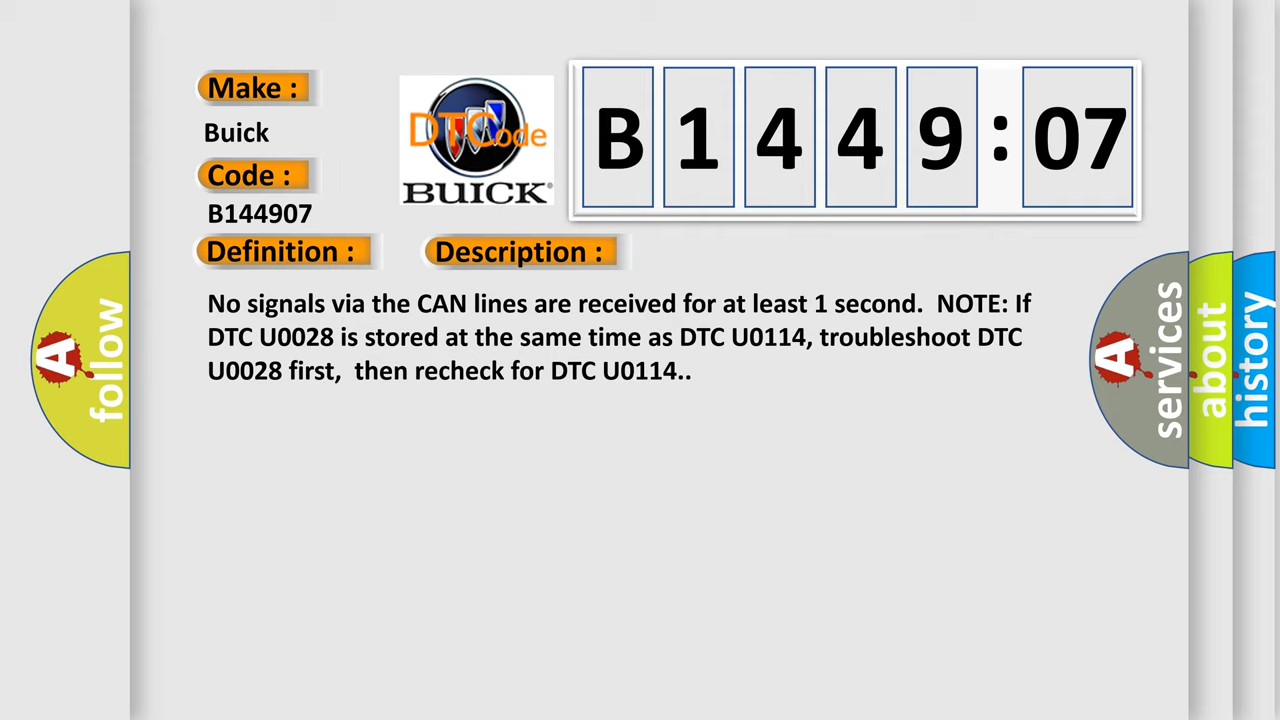 Make :
Buick
Code :
B144907
DTCode
BUICK®
B 1 4 4 9 : 07
Definition :
Description :
No signals via the CAN lines are received for at least 1 second.  NOTE: If
DTC U0028 is stored at the same time as DTC U0114, troubleshoot DTC
U0028 first,  then recheck for DTC U0114..
A
follow
A
services
about
history